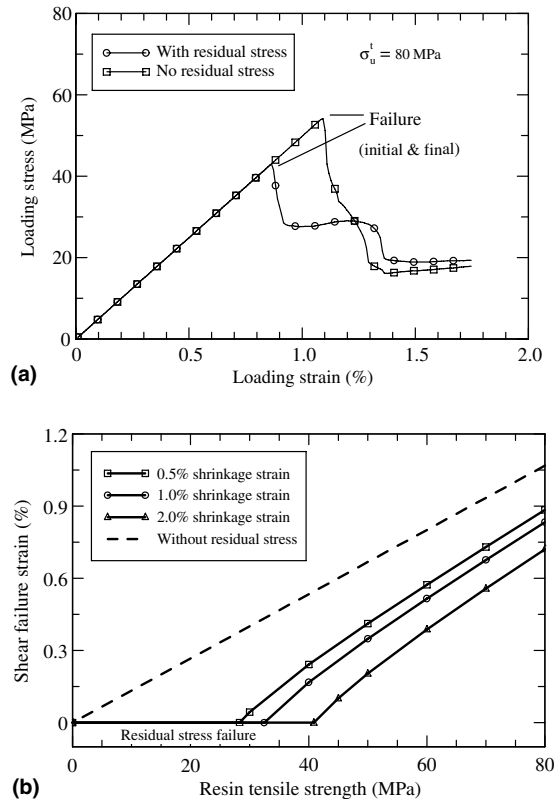 80
60
40
20
0
Loading stress (MPa)
With residual stress
No residual stress
σ_u^t = 80 MPa
Failure
(initial & final)
0 0.5 1.0 1.5 2.0
Loading strain (%)
(a)
1.2
0.9
0.6
0.3
0
Shear failure strain (%)
0.5% shrinkage strain
1.0% shrinkage strain
2.0% shrinkage strain
Without residual stress
Residual stress failure
0 20 40 60 80
Resin tensile strength (MPa)
(b)